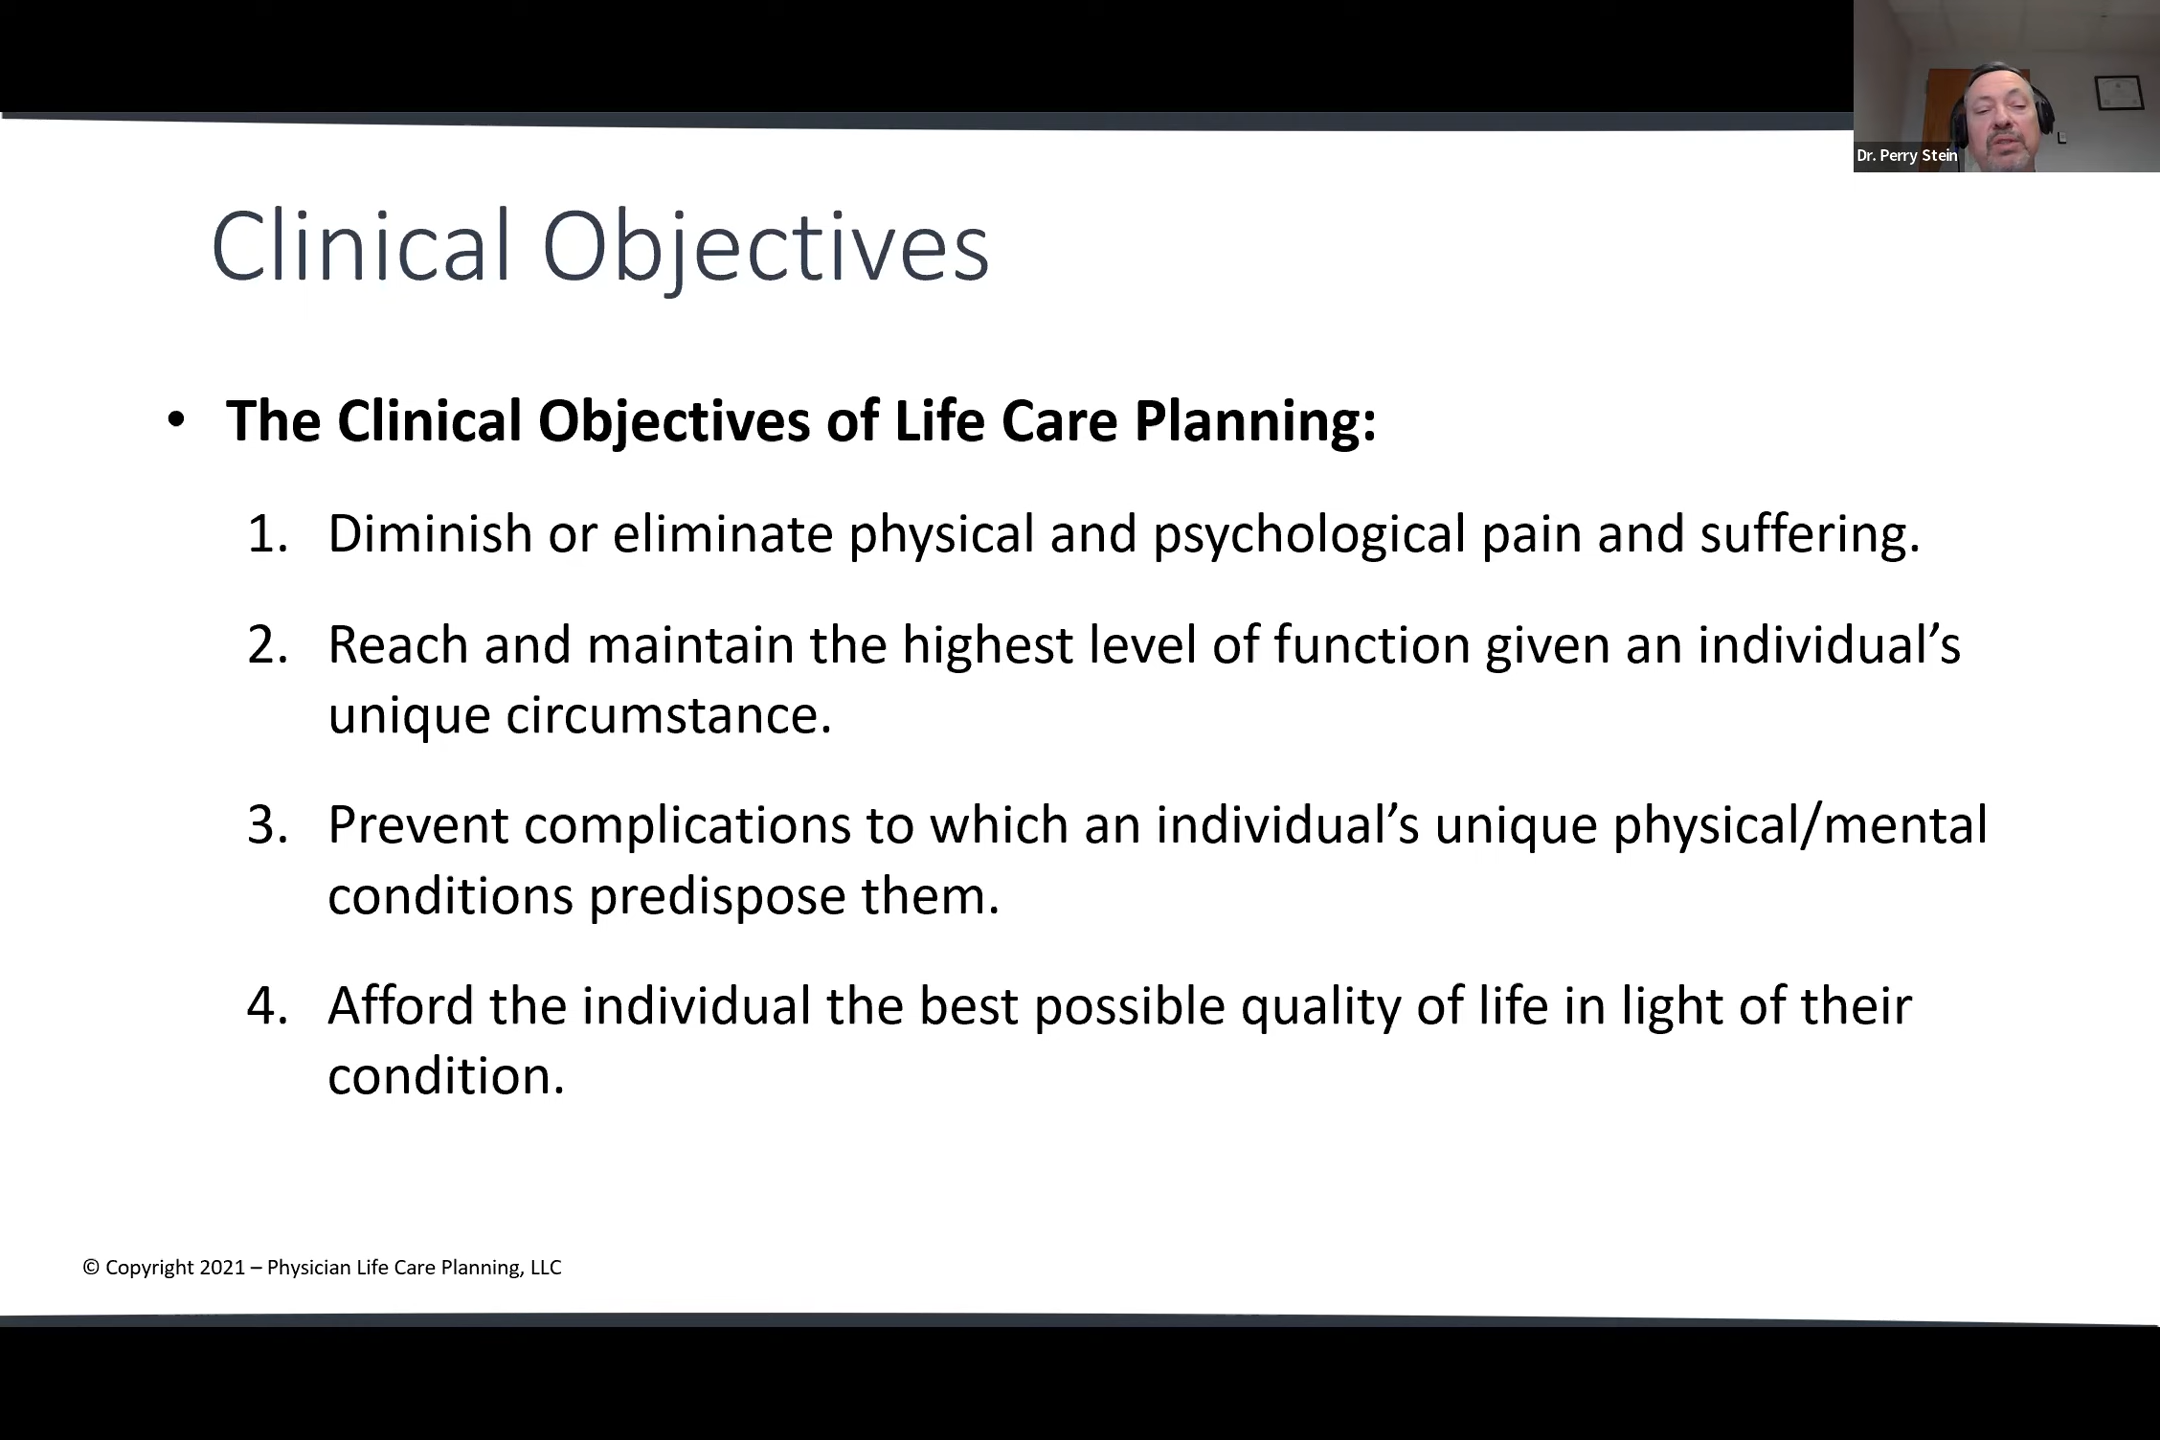 Dr. Perry Stein
Clinical Objectives
• The Clinical Objectives of Life Care Planning:
1. Diminish or eliminate physical and psychological pain and suffering.
2. Reach and maintain the highest level of function given an individual’s
unique circumstance.
3. Prevent complications to which an individual’s unique physical/mental
conditions predispose them.
4. Afford the individual the best possible quality of life in light of their
condition.
© Copyright 2021 – Physician Life Care Planning, LLC